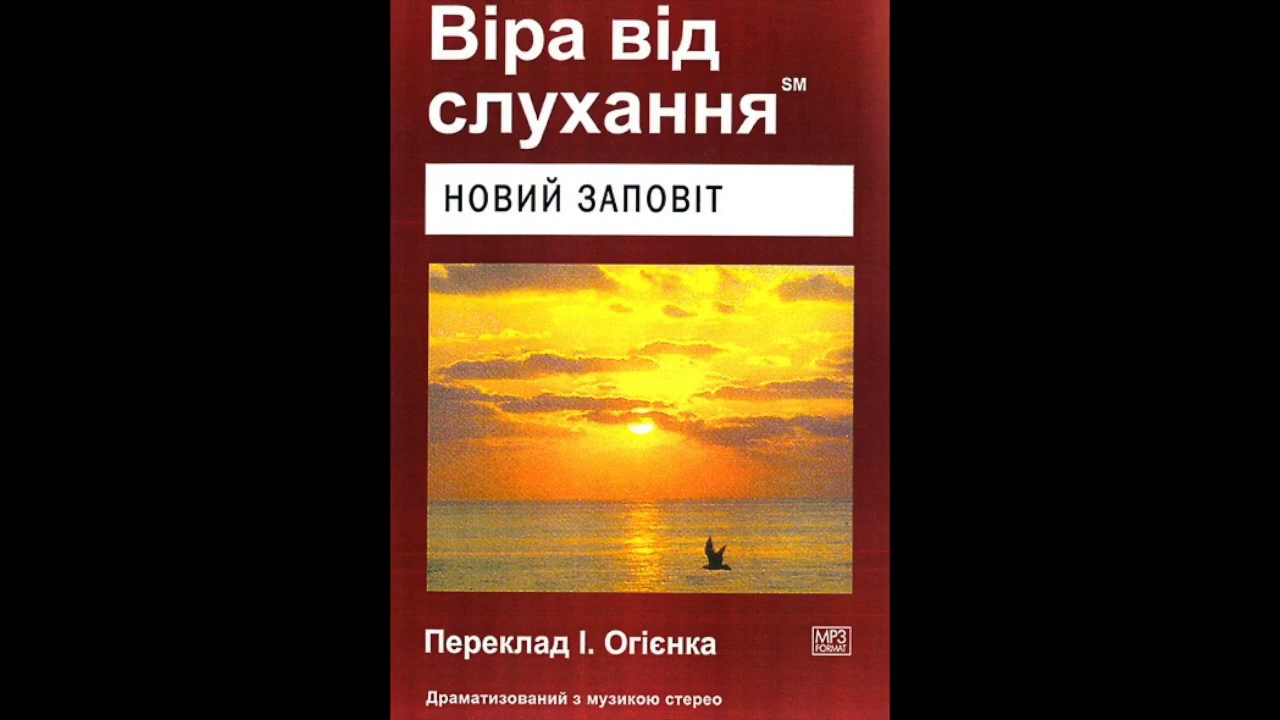 Віра від
слухання SM
НОВИЙ ЗАПОВІТ
Переклад І. Огієнка
MP3
FORMAT
Драматизований з музикою стерео